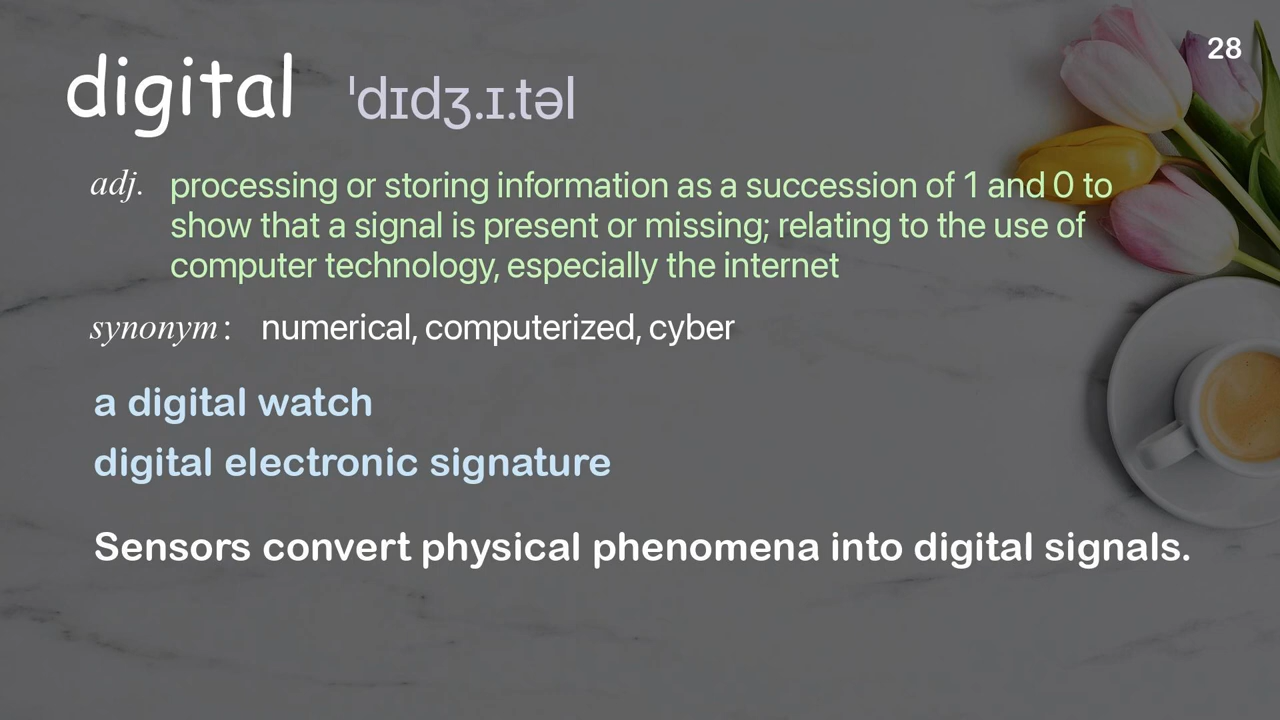 28
digital ˈdɪdʒ.ɪ.təl
adj. processing or storing information as a succession of 1 and 0 to
show that a signal is present or missing; relating to the use of
computer technology, especially the internet
synonym: numerical, computerized, cyber
a digital watch
digital electronic signature
Sensors convert physical phenomena into digital signals.